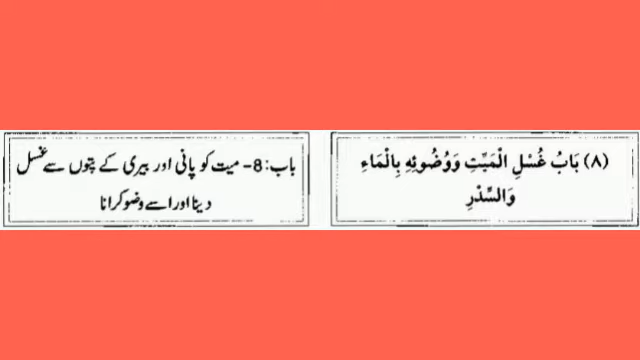 (٨) بَابُ غُسْلِ الْمَيِّتِ وَوُضُوئِهِ بِالْمَاءِ
وَالسِّدْرِ
باب:8- میت کو پانی اور بیری کے پتوں سے غسل
دینا اور اسے وضو کرانا